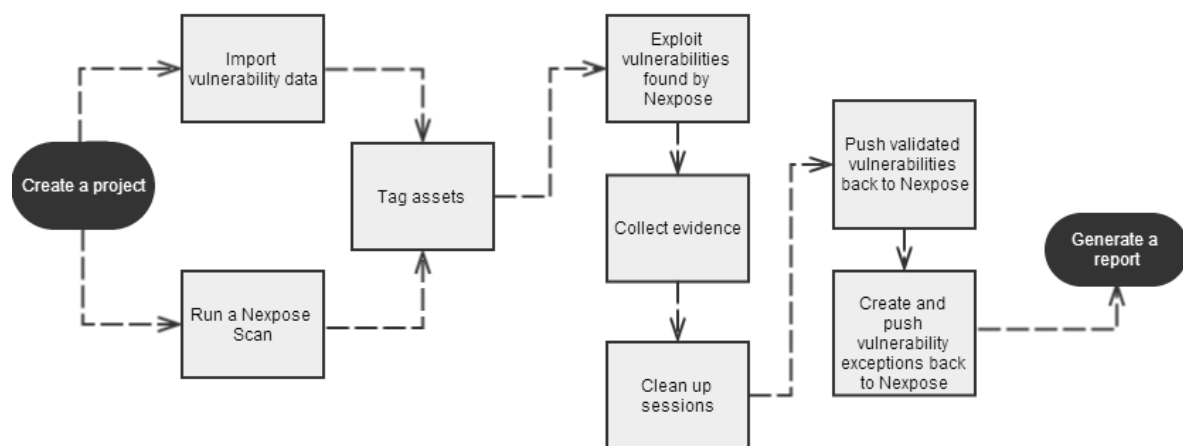 Create a project
Import
vulnerability data
Run a Nexpose
Scan
Tag assets
Exploit
vulnerabilities
found by
Nexpose
Collect evidence
Clean up
sessions
Push validated
vulnerabilities
back to Nexpose
Create and
push
vulnerability
exceptions back
to Nexpose
Generate a
report